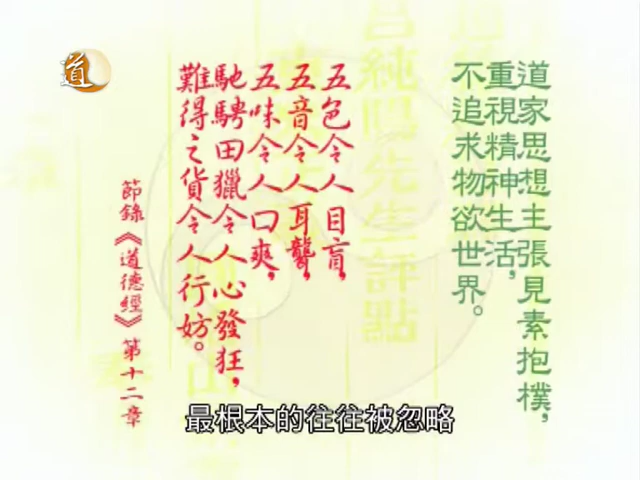 道
道家思想主張見素抱樸，
重視精神生活，
不追求物欲世界。
五色令人目盲，
五音令人耳聾，
五味令人口爽，
馳騁田獵令人心發狂，
難得之貨令人行妨。
節錄《道德經》第十二章
最根本的往往被忽略